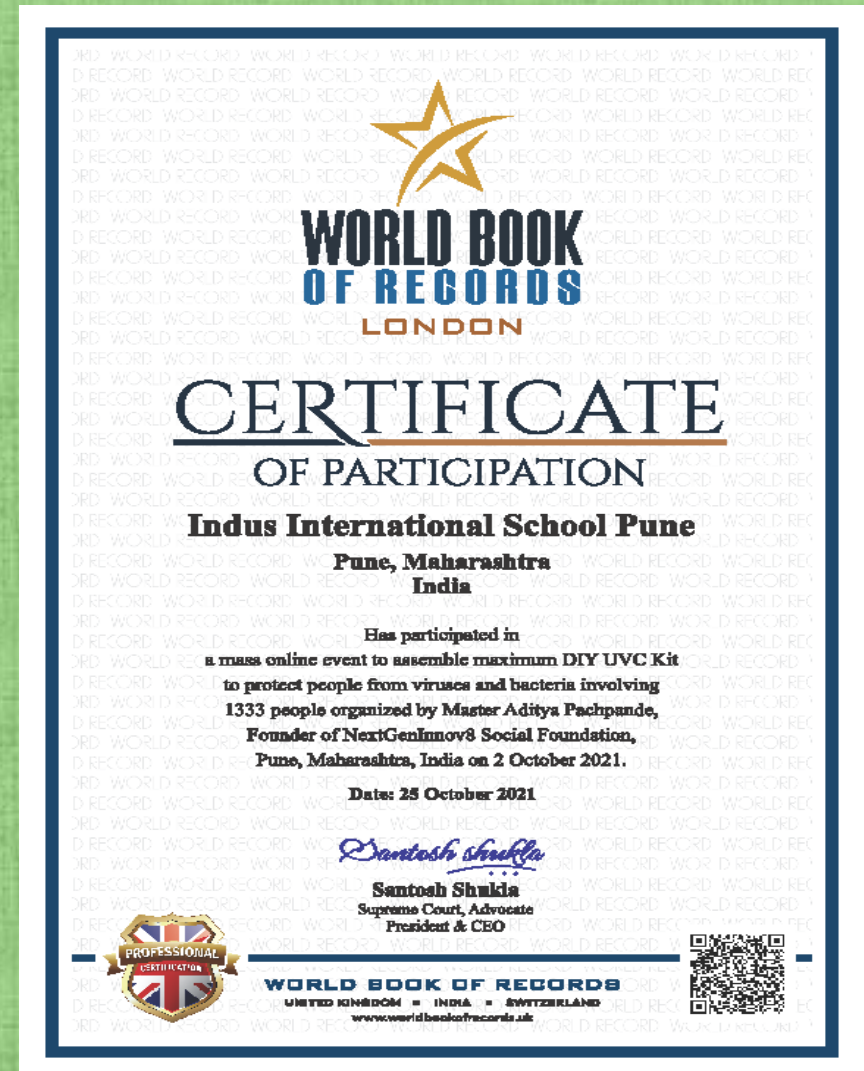 WORLD BOOK
OF RECORDS
LONDON
CERTIFICATE
OF PARTICIPATION
Indus International School Pune
Pune, Maharashtra
India
Has participated in
a mass online event to assemble maximum DIY UVC Kit
to protect people from viruses and bacteria involving
1333 people organized by Master Aditya Pachpande,
Founder of NextGenInnov8 Social Foundation,
Pune, Maharashtra, India on 2 October 2021.
Date: 25 October 2021
Santosh shukla
Santosh Shukla
Supreme Court, Advocate
President & CEO
PROFESSIONAL
CERTIFICATION
WORLD BOOK OF RECORDS
UNITED KINGDOM ▪ INDIA ▪ SWITZERLAND
www.worldbookofrecords.uk